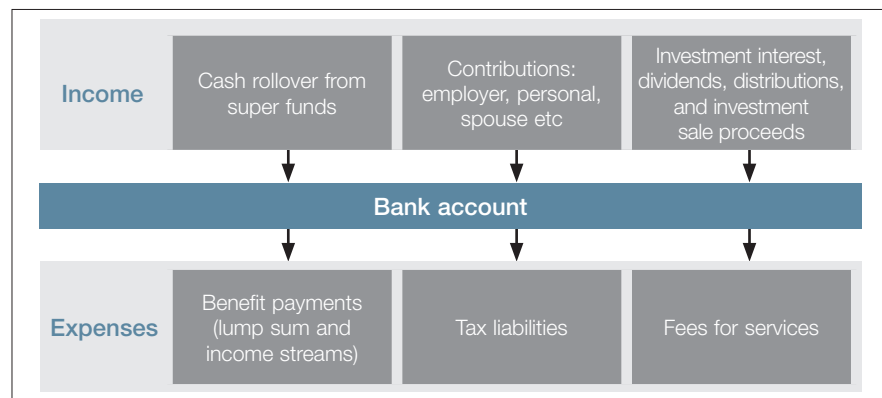 Income
Cash rollover from
super funds
Contributions:
employer, personal,
spouse etc
Investment interest,
dividends, distributions,
and investment
sale proceeds
Bank account
Expenses
Benefit payments
(lump sum and
income streams)
Tax liabilities
Fees for services